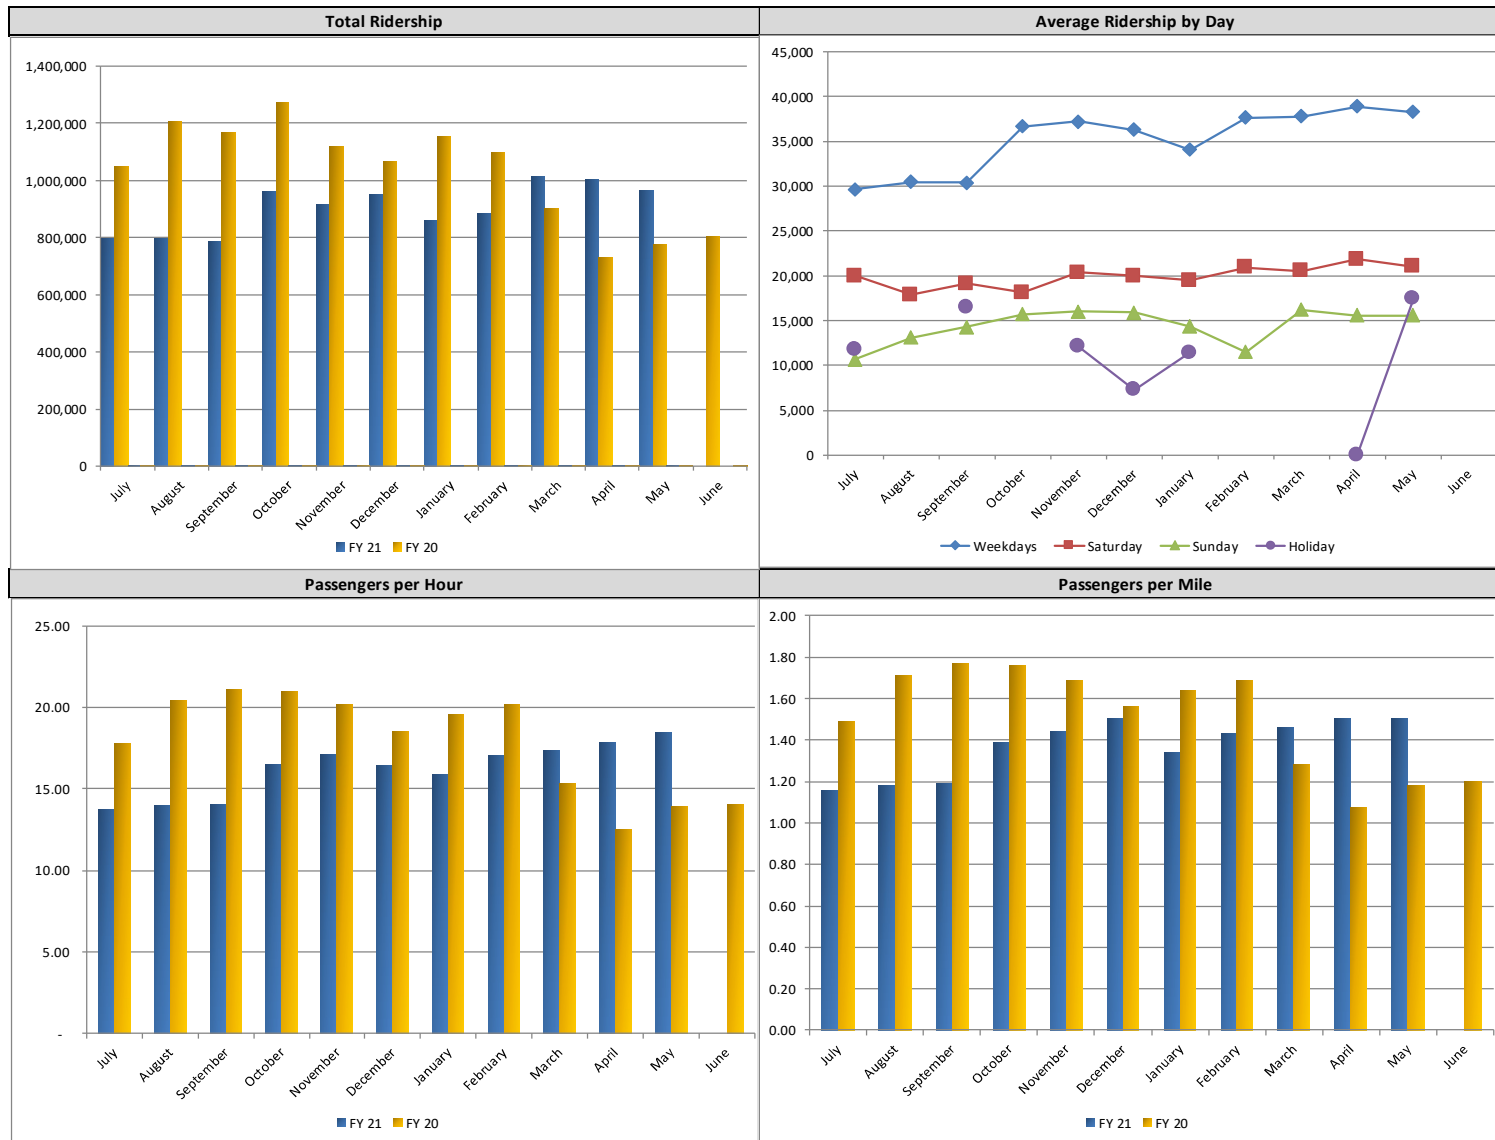 Total Ridership
1,400,000
1,200,000
1,000,000
800,000
600,000
400,000
200,000
0
July August September October November December January February March April May June
FY 21 FY 20
Average Ridership by Day
45,000
40,000
35,000
30,000
25,000
20,000
15,000
10,000
5,000
0
July August September October November December January February March April May June
Weekdays Saturday Sunday Holiday
Passengers per Hour
25.00
20.00
15.00
10.00
5.00
-
July August September October November December January February March April May June
FY 21 FY 20
Passengers per Mile
2.00
1.80
1.60
1.40
1.20
1.00
0.80
0.60
0.40
0.20
0.00
July August September October November December January February March April May June
FY 21 FY 20